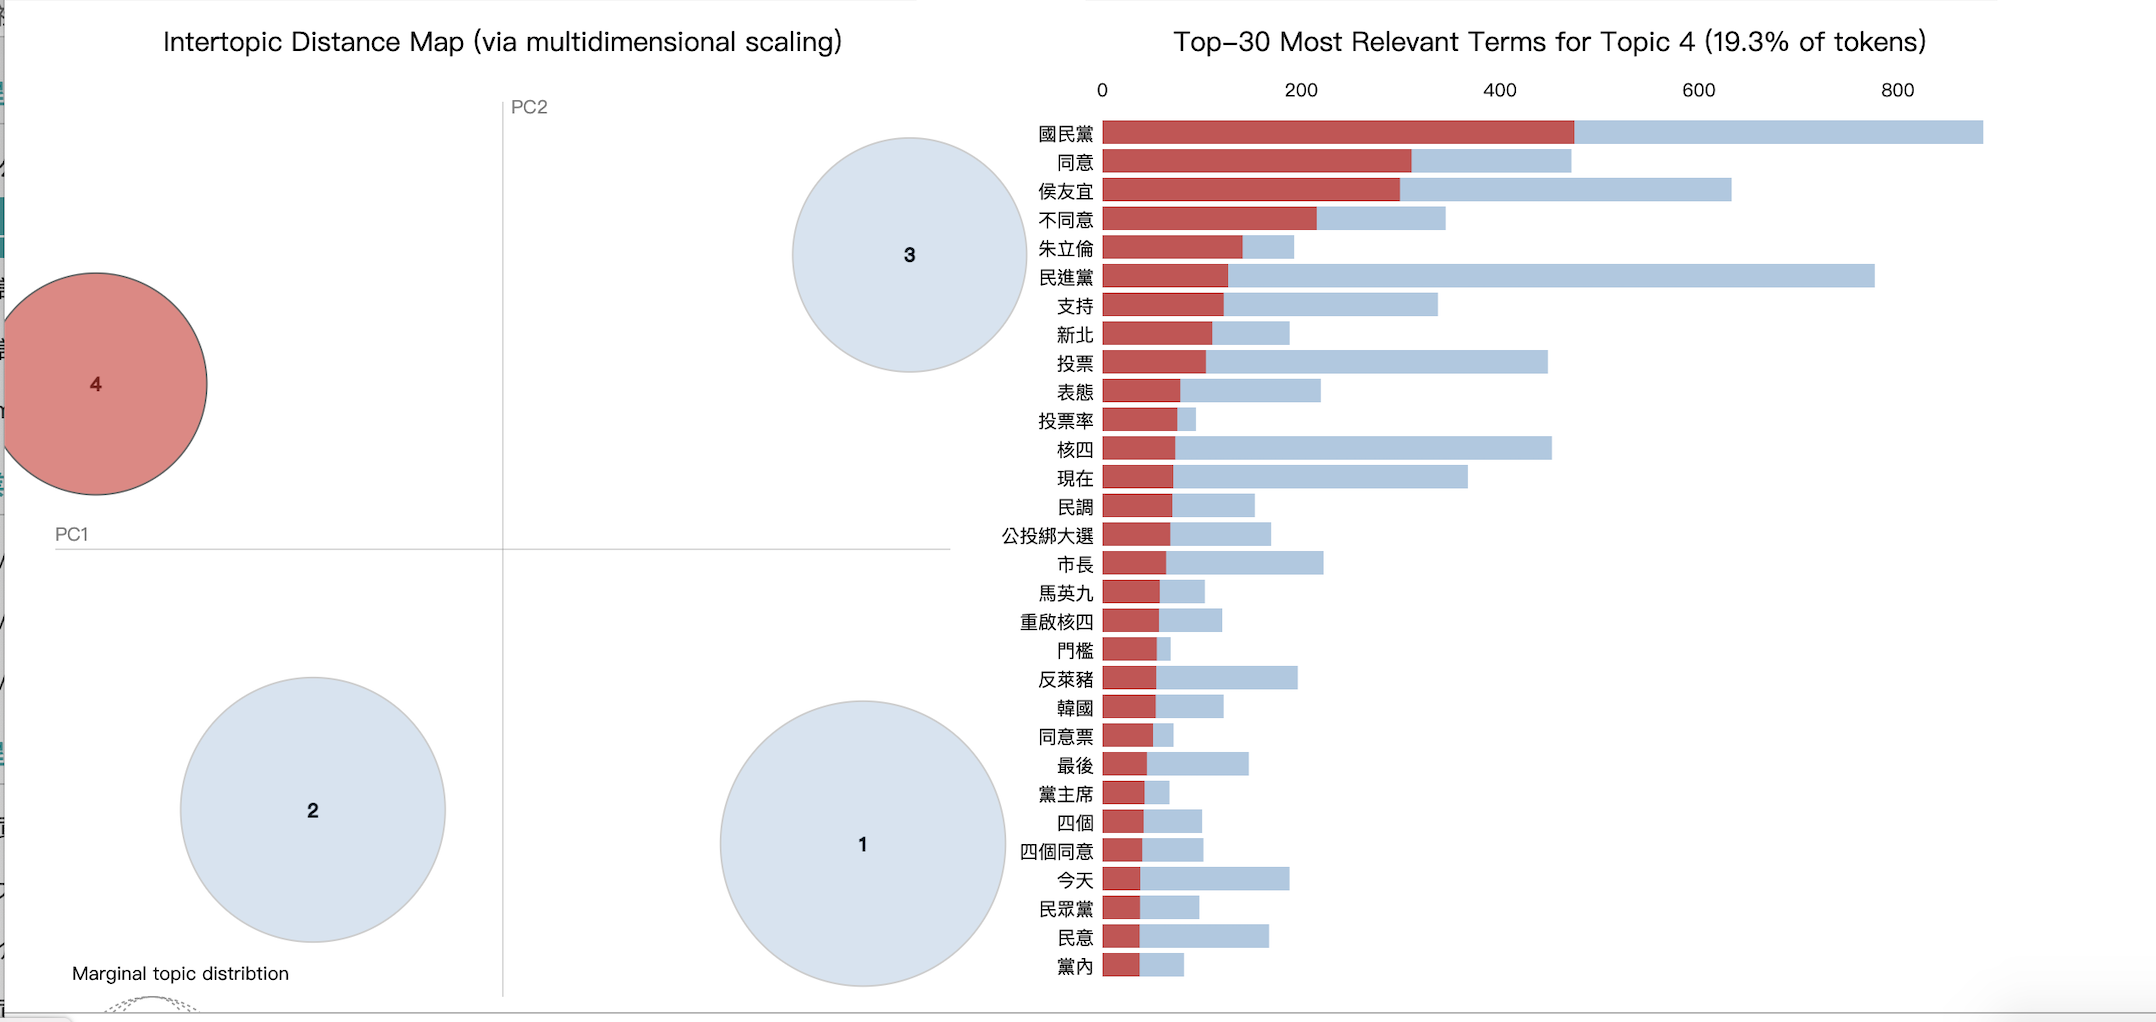 Intertopic Distance Map (via multidimensional scaling)
PC2
3
4
PC1
2
1
Marginal topic distribtion
Top-30 Most Relevant Terms for Topic 4 (19.3% of tokens)
0 200 400 600 800
國民黨
同意
侯友宜
不同意
朱立倫
民進黨
支持
新北
投票
表態
投票率
核四
現在
民調
公投綁大選
市長
馬英九
重啟核四
門檻
反萊豬
韓國
同意票
最後
黨主席
四個
四個同意
今天
民眾黨
民意
黨內